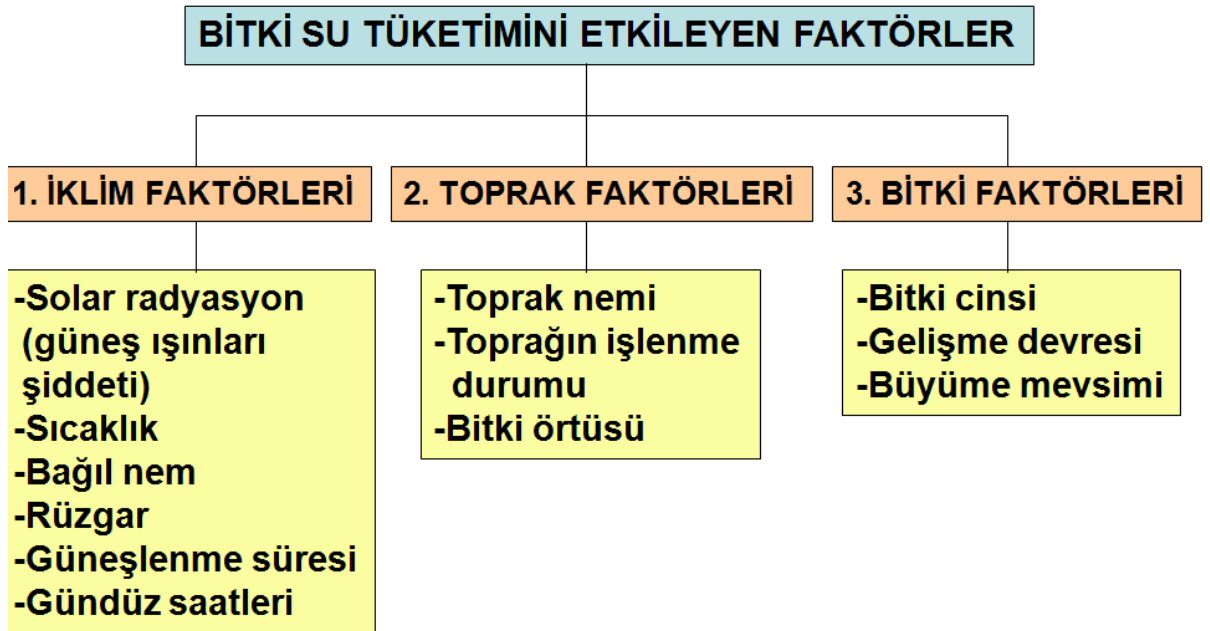 BİTKİ SU TÜKETİMİNİ ETKİLEYEN FAKTÖRLER
1. İKLİM FAKTÖRLERİ
-Solar radyasyon
(güneş ışınları
şiddeti)
-Sıcaklık
-Bağıl nem
-Rüzgar
-Güneşlenme süresi
-Gündüz saatleri
2. TOPRAK FAKTÖRLERİ
-Toprak nemi
-Toprağın işlenme
durumu
-Bitki örtüsü
3. BİTKİ FAKTÖRLERİ
-Bitki cinsi
-Gelişme devresi
-Büyüme mevsimi